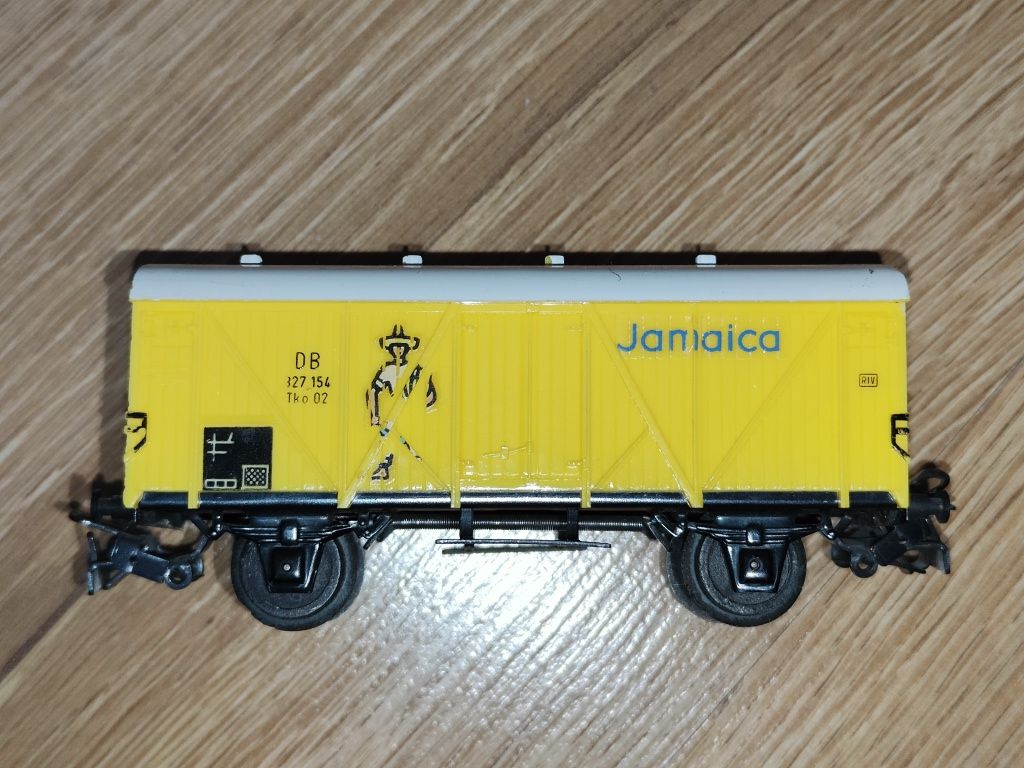 DB
327 154
Tko 02
Jamaica
RIV